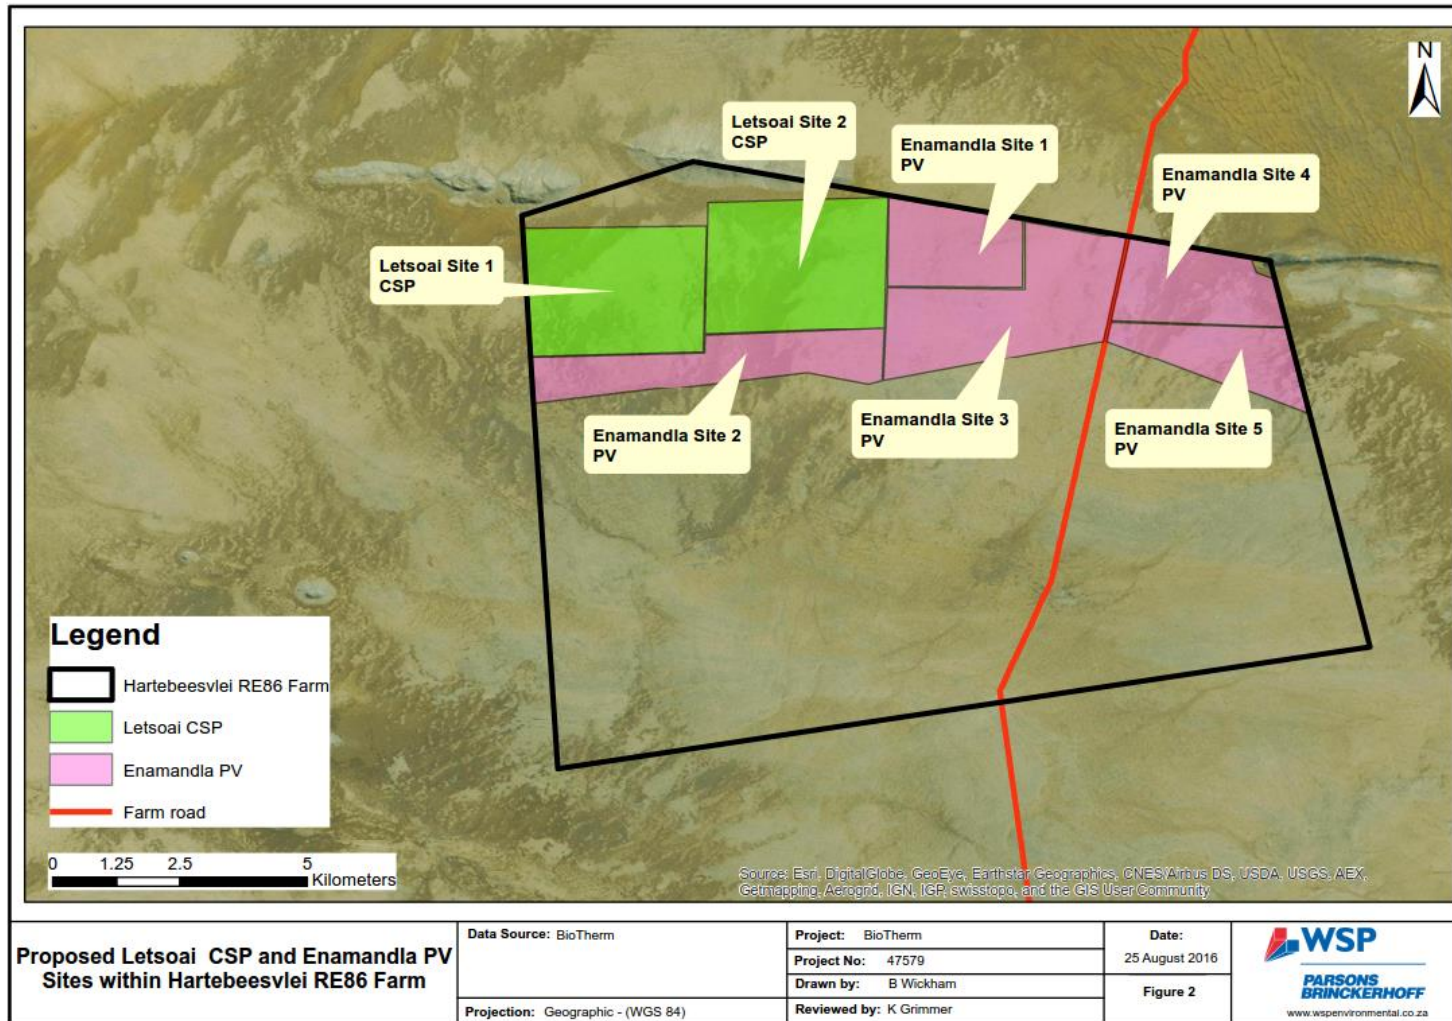 N
Letsoai Site 2
CSP
Enamandla Site 1
PV
Enamandla Site 4
PV
Letsoai Site 1
CSP
Enamandla Site 2
PV
Enamandla Site 3
PV
Enamandla Site 5
PV
Legend
Hartebeesvlei RE86 Farm
Letsoai CSP
Enamandla PV
Farm road
0 1.25 2.5 5
Kilometers
Source: Esri, DigitalGlobe, GeoEye, Earthstar Geographics, CNES/Airbus DS, USDA, USGS, AEX,
Getmapping, Aerogrid, IGN, IGP, swisstopo, and the GIS User Community
Proposed Letsoai CSP and Enamandla PV
Sites within Hartebeesvlei RE86 Farm
Data Source: BioTherm
Projection: Geographic - (WGS 84)
Project: BioTherm
Project No: 47579
Drawn by: B Wickham
Reviewed by: K Grimmer
Date:
25 August 2016
Figure 2
WSP
PARSONS
BRINCKERHOFF
www.wspenvironmental.co.za